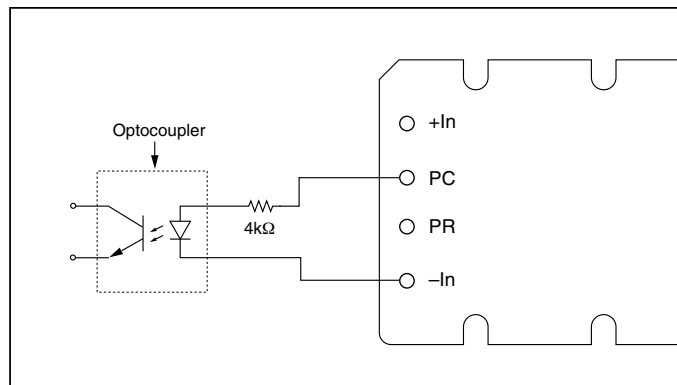 Optocoupler
4kΩ
+In
PC
PR
–In